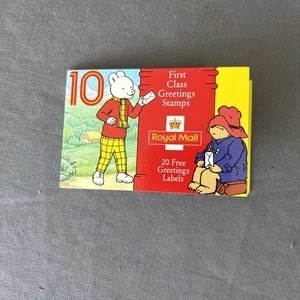 10
First
Class
Greetings
Stamps
Royal Mail
20 Free
Greetings
Labels